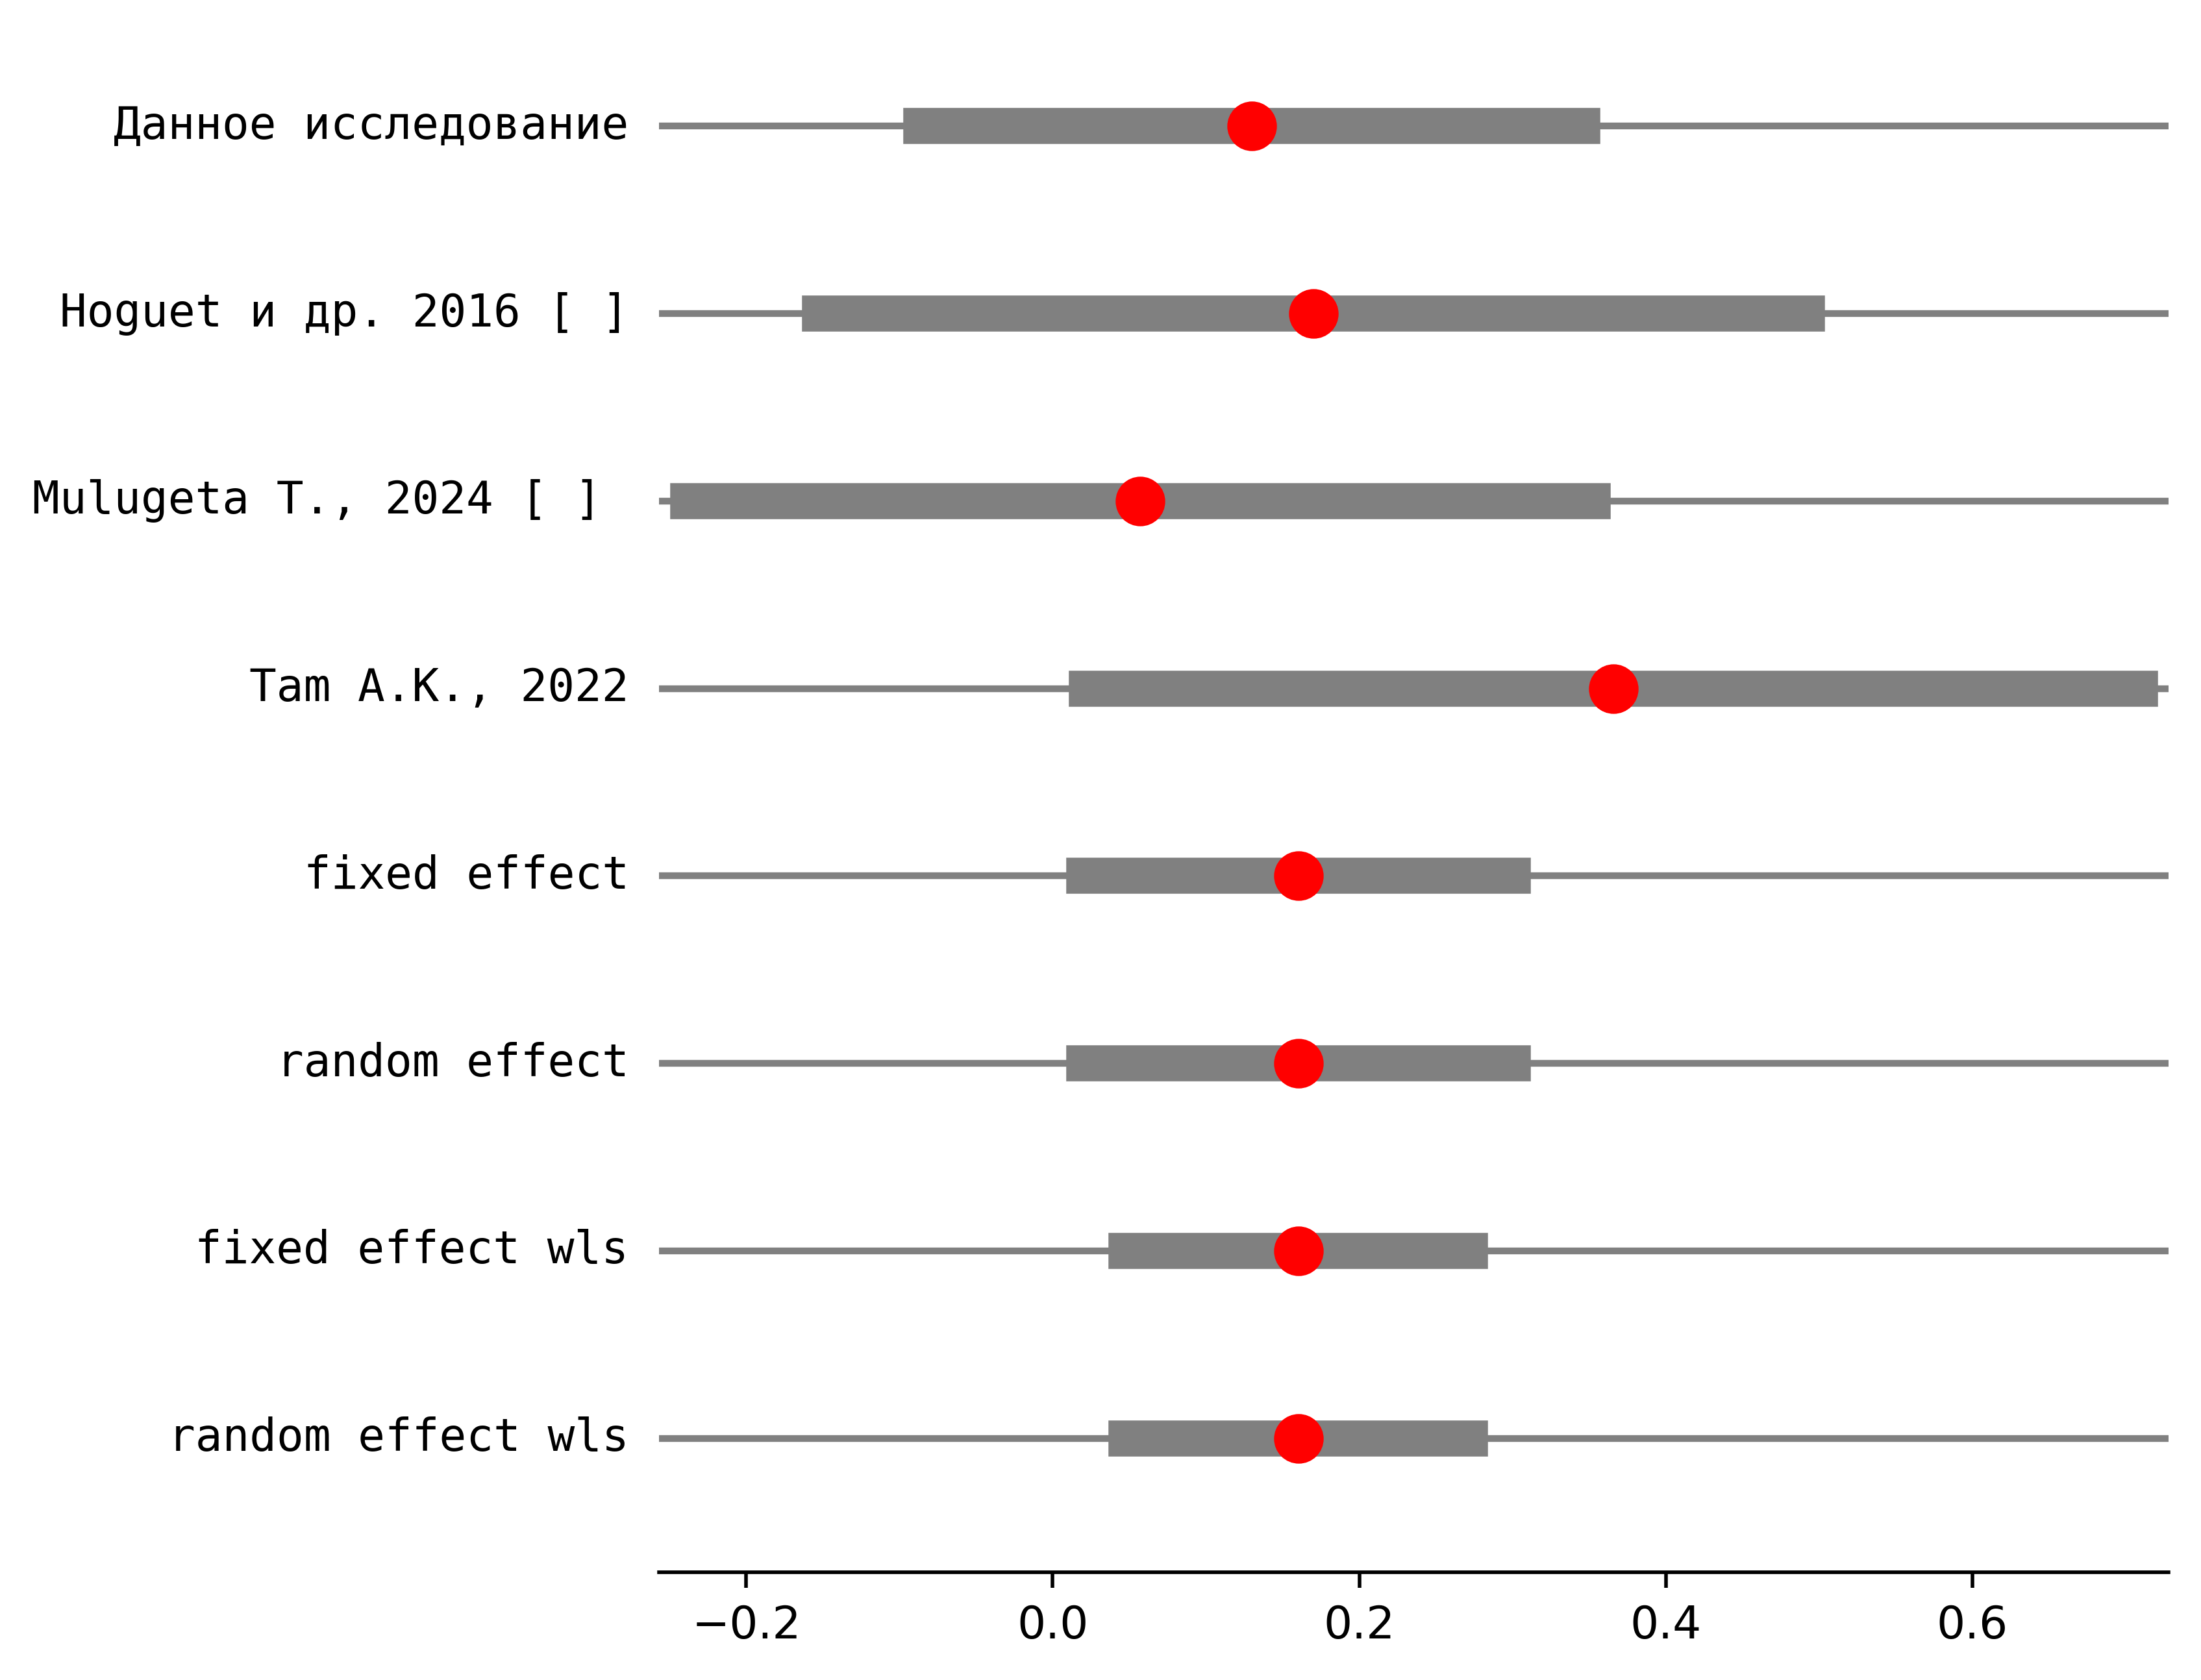 Данное исследование
Hoguet и др. 2016 [ ]
Mulugeta T., 2024 [ ]
Tam A.K., 2022
fixed effect
random effect
fixed effect wls
random effect wls
−0.2 0.0 0.2 0.4 0.6